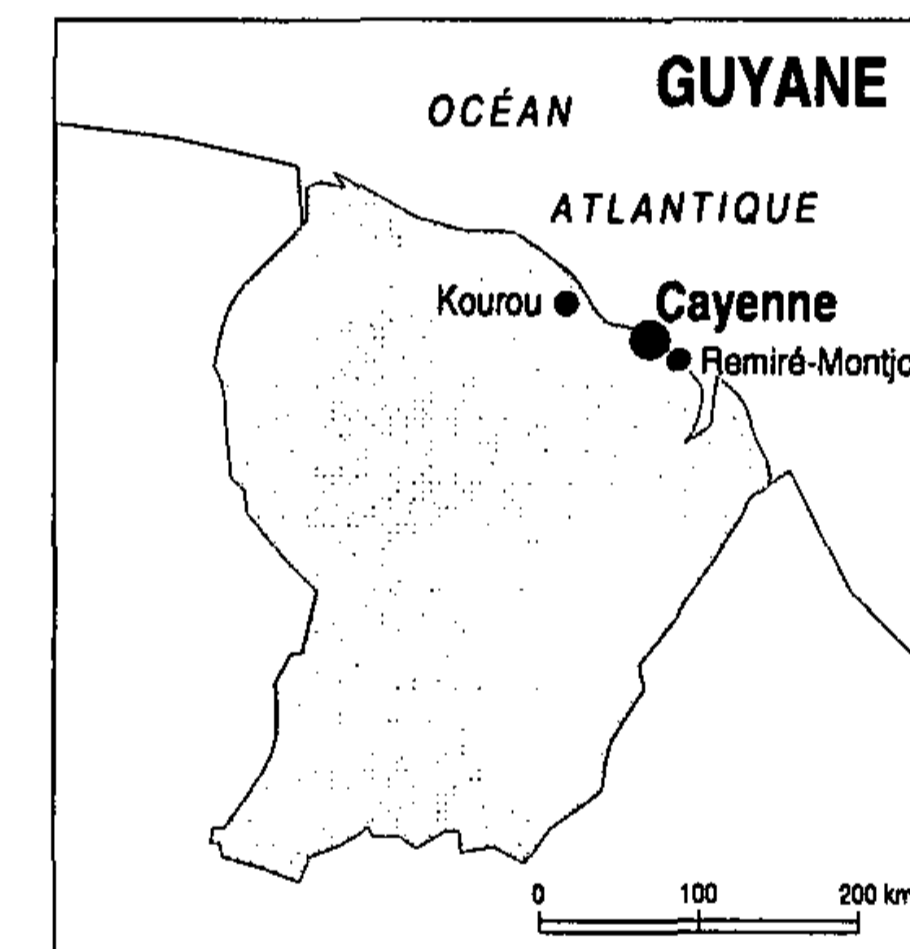 GUYANE
OCÉAN
ATLANTIQUE
Kourou
Cayenne
Remiré-Montjo
0 100 200 km